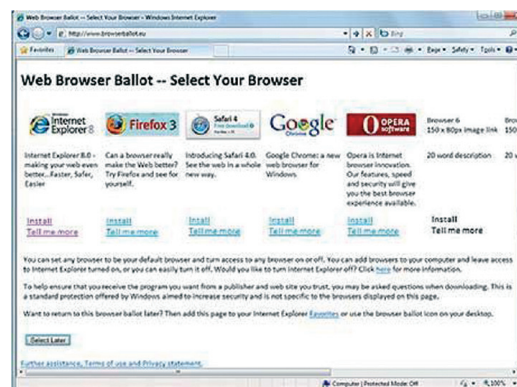 Web Browser Ballot -- Select Your Browser - Windows Internet Explorer
http://www.browserballot.eu
Bing
Favorites Web Browser Ballot -- Select Your Browser
Page Safety Tools
Web Browser Ballot -- Select Your Browser
Windows Internet Explorer 8
Firefox 3
Safari 4
Free download
Google
OPERA software
Browser 6
150 x 80px image link
Internet Explorer 8.0 -
making your web even
better...Faster, Safer,
Easier
Can a browser really
make the Web better?
Try Firefox and see for
yourself.
Introducing Safari 4.0:
See the web in a whole
new way.
Google Chrome: a new
web browser for
Windows.
Opera is Internet
browser innovation.
Our features, speed
and security will give
you the best browser
experience available.
20 word description
20 w
Install
Tell me more
Install
Tell me more
Install
Tell me more
Install
Tell me more
Install
Tell me more
Install
Tell me more
You can set any browser to be your default browser and turn access to any browser on or off. You can add browsers to your computer and leave access
to Internet Explorer turned on, or you can easily turn it off. Would you like to turn Internet Explorer off? Click here for more information.
To help ensure that you receive the program you want from a publisher and web site you trust, you may be asked questions when downloading. This is
a standard protection offered by Windows aimed to increase security and is not specific to the browsers displayed on this page.
Want to return to this browser ballot later? Then add this page to your Internet Explorer Favorites or use the browser ballot icon on your desktop.
Select Later
Further assistance, Terms of use and Privacy statement.
Computer | Protected Mode: Off
100%